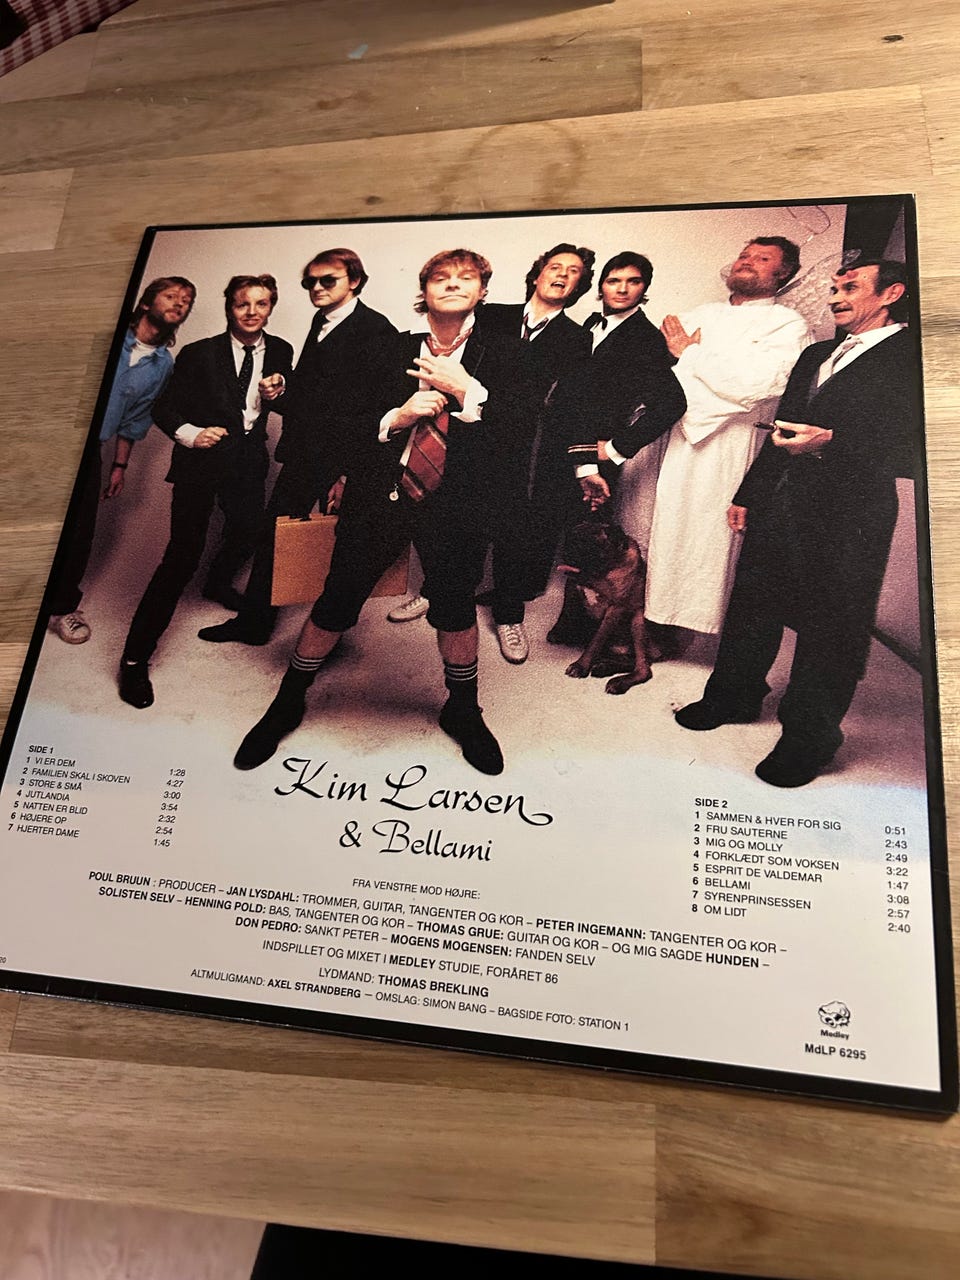 SIDE 1
1 VI ER DEM 1:28
2 FAMILIEN SKAL I SKOVEN 4:27
3 STORE & SMÅ 3:00
4 JUTLANDIA 3:54
5 NATTEN ER BLID 2:32
6 HØJERE OP 2:54
7 HJERTER DAME 1:45
Kim Larsen
& Bellami
SIDE 2
1 SAMMEN & HVER FOR SIG 0:51
2 FRU SAUTERNE 2:43
3 MIG OG MOLLY 2:49
4 FORKLÆDT SOM VOKSEN 3:22
5 ESPRIT DE VALDEMAR 1:47
6 BELLAMI 3:08
7 SYRENPRINSESSEN 2:57
8 OM LIDT 2:40
FRA VENSTRE MOD HØJRE:
POUL BRUUN : PRODUCER – JAN LYSDAHL: TROMMER, GUITAR, TANGENTER OG KOR – PETER INGEMANN: TANGENTER OG KOR –
SOLISTEN SELV – HENNING POLD: BAS, TANGENTER OG KOR – THOMAS GRUE: GUITAR OG KOR – OG MIG SAGDE HUNDEN –
DON PEDRO: SANKT PETER – MOGENS MOGENSEN: FANDEN SELV
INDSPILLET OG MIXET I MEDLEY STUDIE, FORÅRET 86
LYDMAND: THOMAS BREKLING
ALTMULIGMAND: AXEL STRANDBERG – OMSLAG: SIMON BANG – BAGSIDE FOTO: STATION 1
20
Medley
MdLP 6295